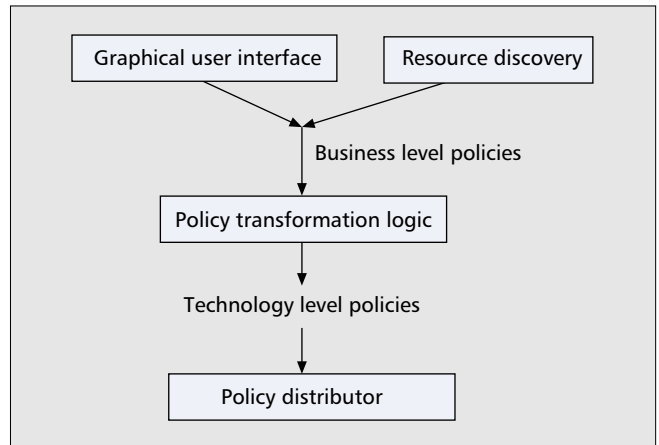 Graphical user interface
Resource discovery
Business level policies
Policy transformation logic
Technology level policies
Policy distributor